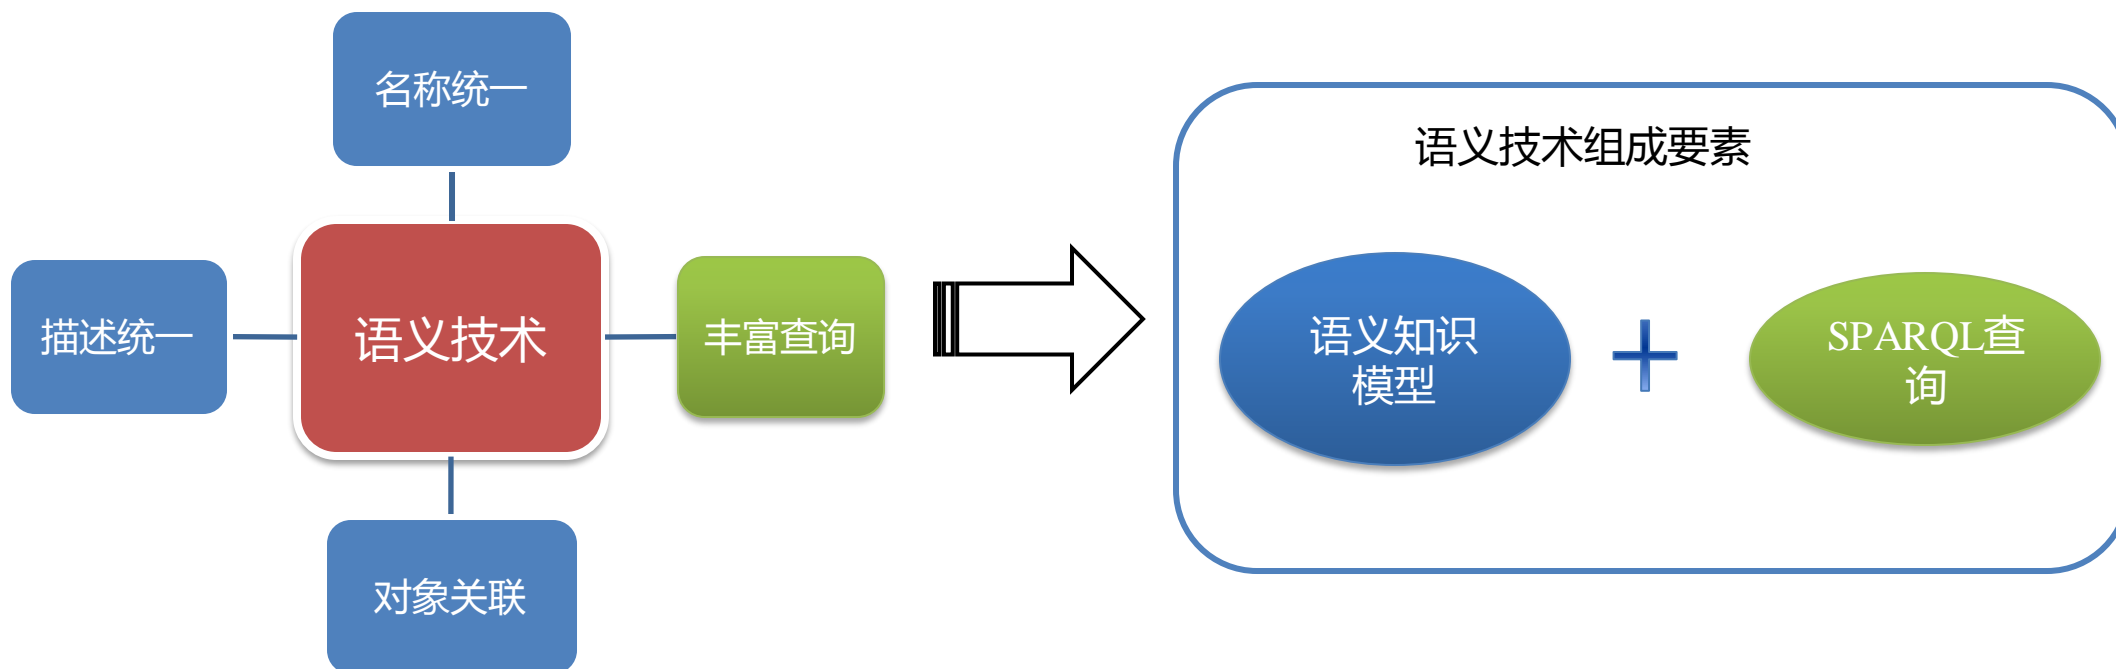 名称统一
描述统一
语义技术
丰富查询
对象关联
语义技术组成要素
语义知识
模型
SPARQL查
询